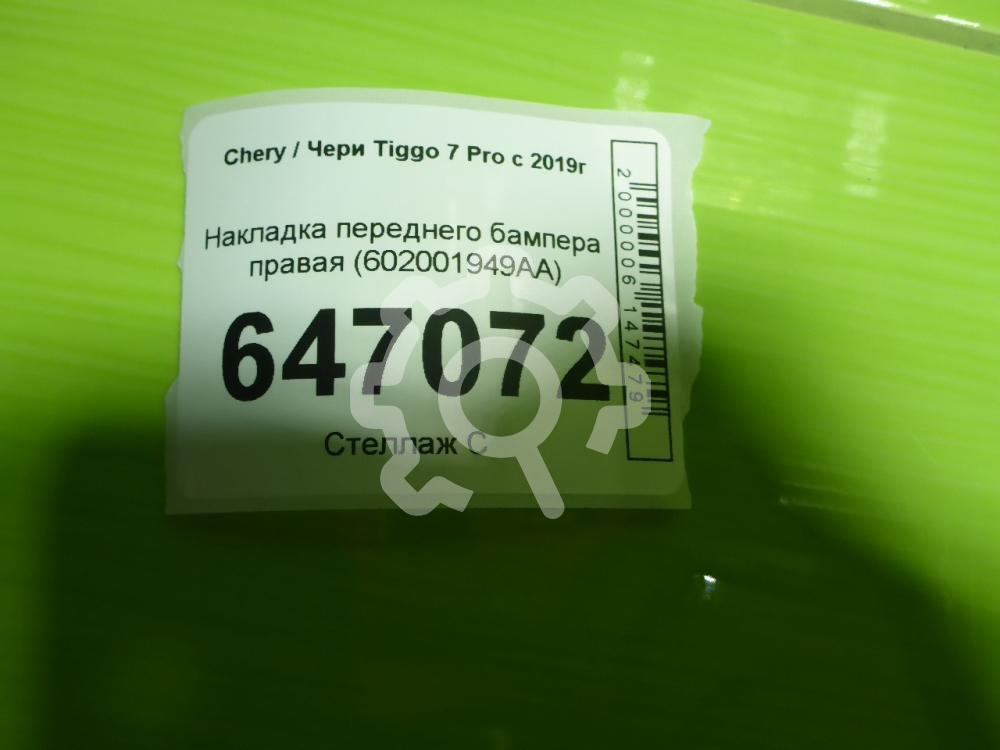 Chery / Чери Tiggo 7 Pro с 2019г
Накладка переднего бампера
правая (602001949AA)
647072
Стеллаж С
2000006147479